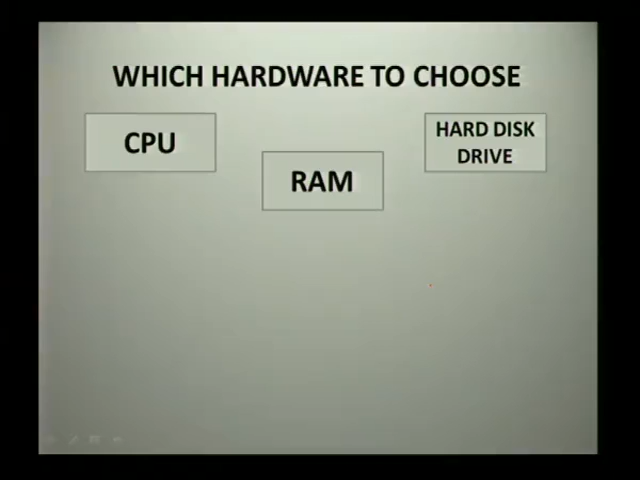 WHICH HARDWARE TO CHOOSE
CPU
HARD DISK
DRIVE
RAM